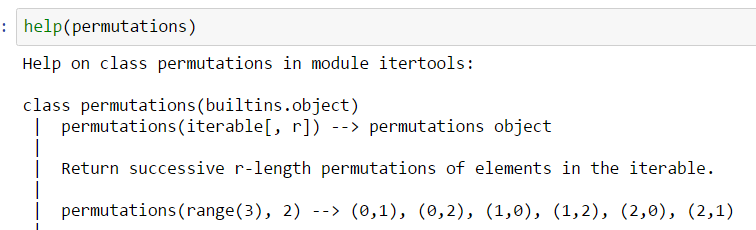 : help(permutations)
Help on class permutations in module itertools:
class permutations(builtins.object)
 |  permutations(iterable[, r]) --> permutations object
 |
 |  Return successive r-length permutations of elements in the iterable.
 |
 |  permutations(range(3), 2) --> (0,1), (0,2), (1,0), (1,2), (2,0), (2,1)
 |